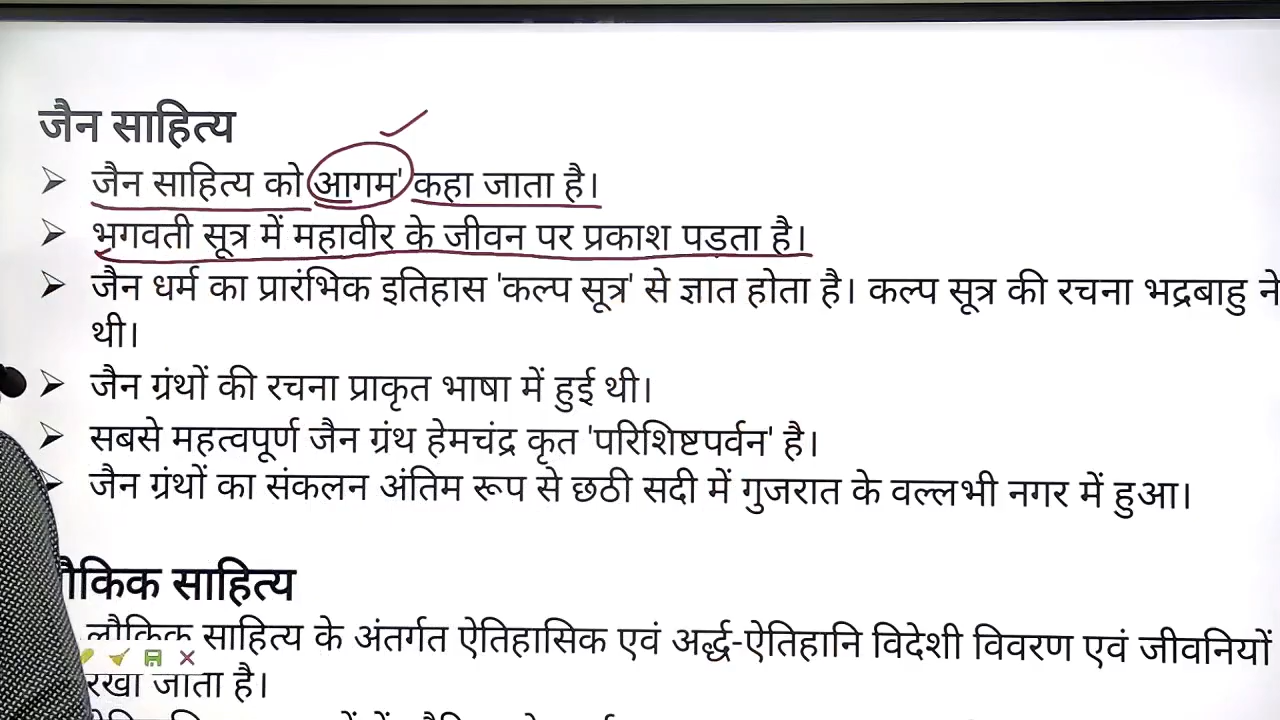 जैन साहित्य
जैन साहित्य को आगम' कहा जाता है।
भगवती सूत्र में महावीर के जीवन पर प्रकाश पड़ता है।
जैन धर्म का प्रारंभिक इतिहास 'कल्प सूत्र' से ज्ञात होता है। कल्प सूत्र की रचना भद्रबाहु ने
थी।
जैन ग्रंथों की रचना प्राकृत भाषा में हुई थी।
सबसे महत्वपूर्ण जैन ग्रंथ हेमचंद्र कृत 'परिशिष्टपर्वन' है।
जैन ग्रंथों का संकलन अंतिम रूप से छठी सदी में गुजरात के वल्लभी नगर में हुआ।
साहित्य
लौकिक साहित्य के अंतर्गत ऐतिहासिक एवं अर्द्ध-ऐतिहानि विदेशी विवरण एवं जीवनियों
रखा जाता है।